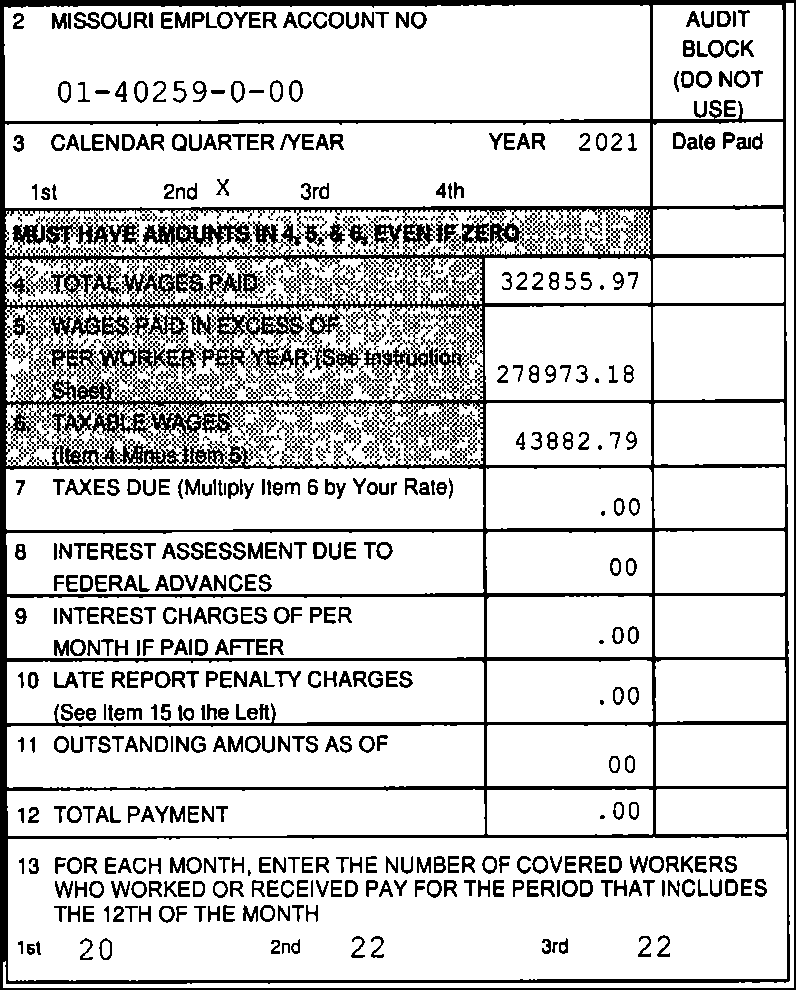 2 MISSOURI EMPLOYER ACCOUNT NO
01-40259-0-00
AUDIT
BLOCK
(DO NOT
USE)
3 CALENDAR QUARTER /YEAR YEAR 2021
Date Paid
1st 2nd X 3rd 4th
MUST HAVE AMOUNTS IN 4, 5, & 6, EVEN IF ZERO
4. TOTAL WAGES PAID 322855.97
5. WAGES PAID IN EXCESS OF
PER WORKER PER YEAR (See Instruction
Sheet) 278973.18
6. TAXABLE WAGES
(Item 4 Minus Item 5) 43882.79
7 TAXES DUE (Multiply Item 6 by Your Rate)
.00
8 INTEREST ASSESSMENT DUE TO
FEDERAL ADVANCES 00
9 INTEREST CHARGES OF PER
MONTH IF PAID AFTER .00
10 LATE REPORT PENALTY CHARGES
(See Item 15 to the Left) .00
11 OUTSTANDING AMOUNTS AS OF
00
12 TOTAL PAYMENT .00
13 FOR EACH MONTH, ENTER THE NUMBER OF COVERED WORKERS
WHO WORKED OR RECEIVED PAY FOR THE PERIOD THAT INCLUDES
THE 12TH OF THE MONTH
1st 20 2nd 22 3rd 22